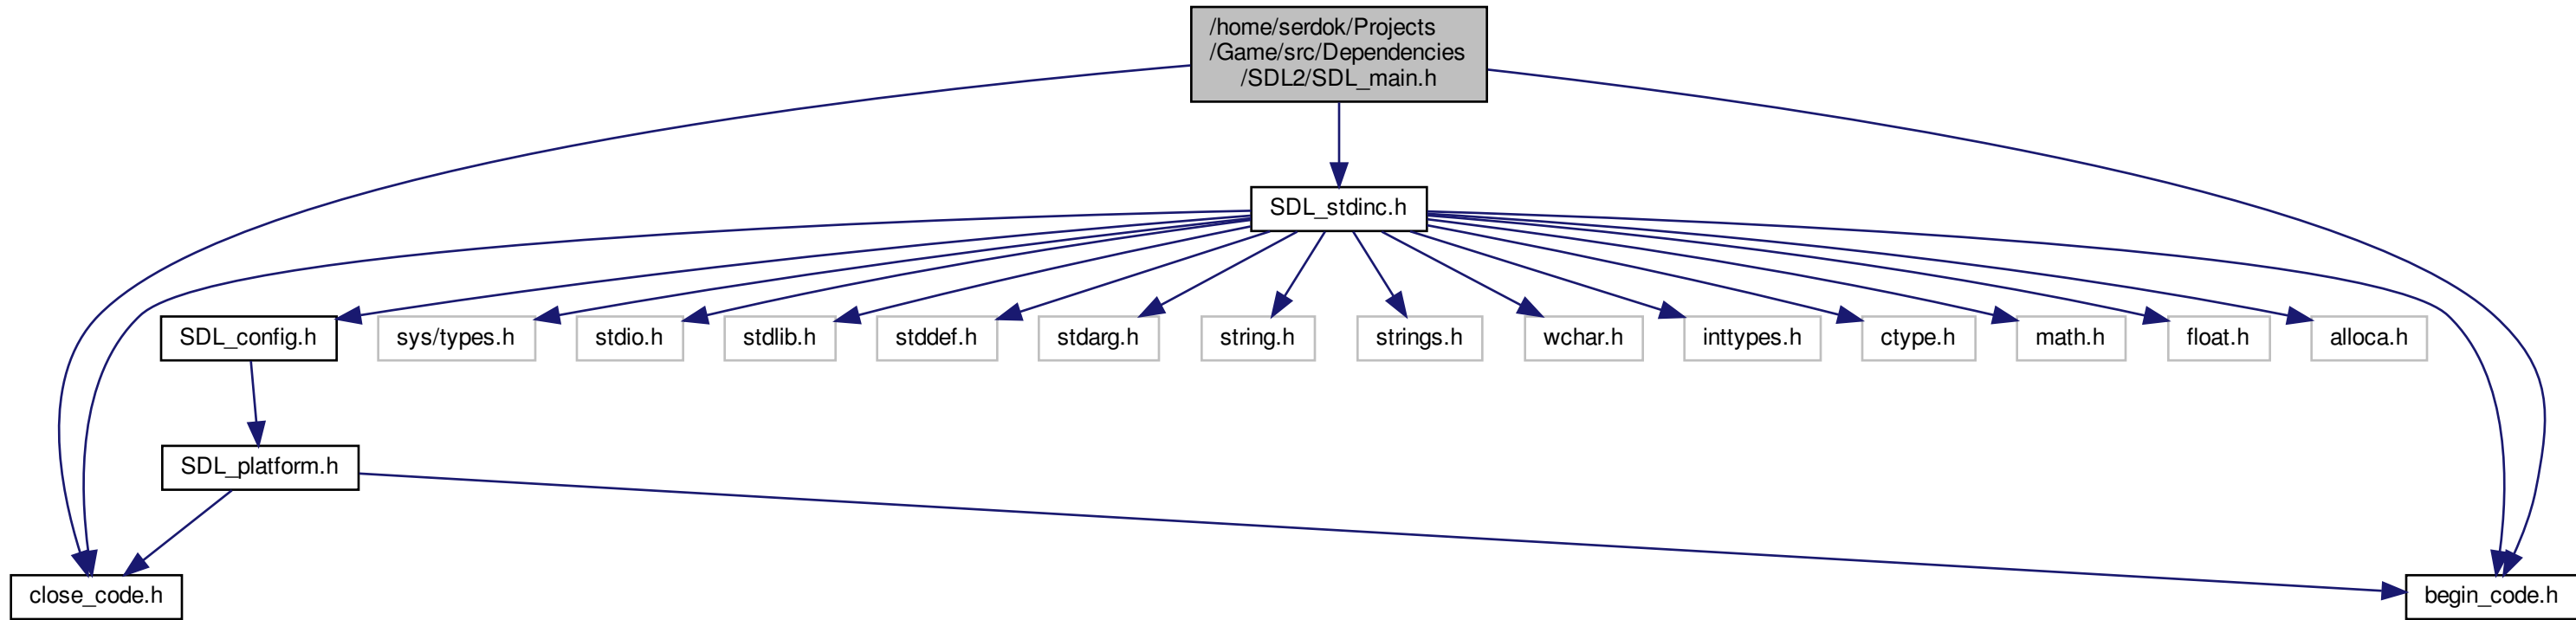 /home/serdok/Projects
/Game/src/Dependencies
/SDL2/SDL_main.h
SDL_stdinc.h
SDL_config.h
sys/types.h
stdio.h
stdlib.h
stddef.h
stdarg.h
string.h
strings.h
wchar.h
inttypes.h
ctype.h
math.h
float.h
alloca.h
SDL_platform.h
close_code.h
begin_code.h